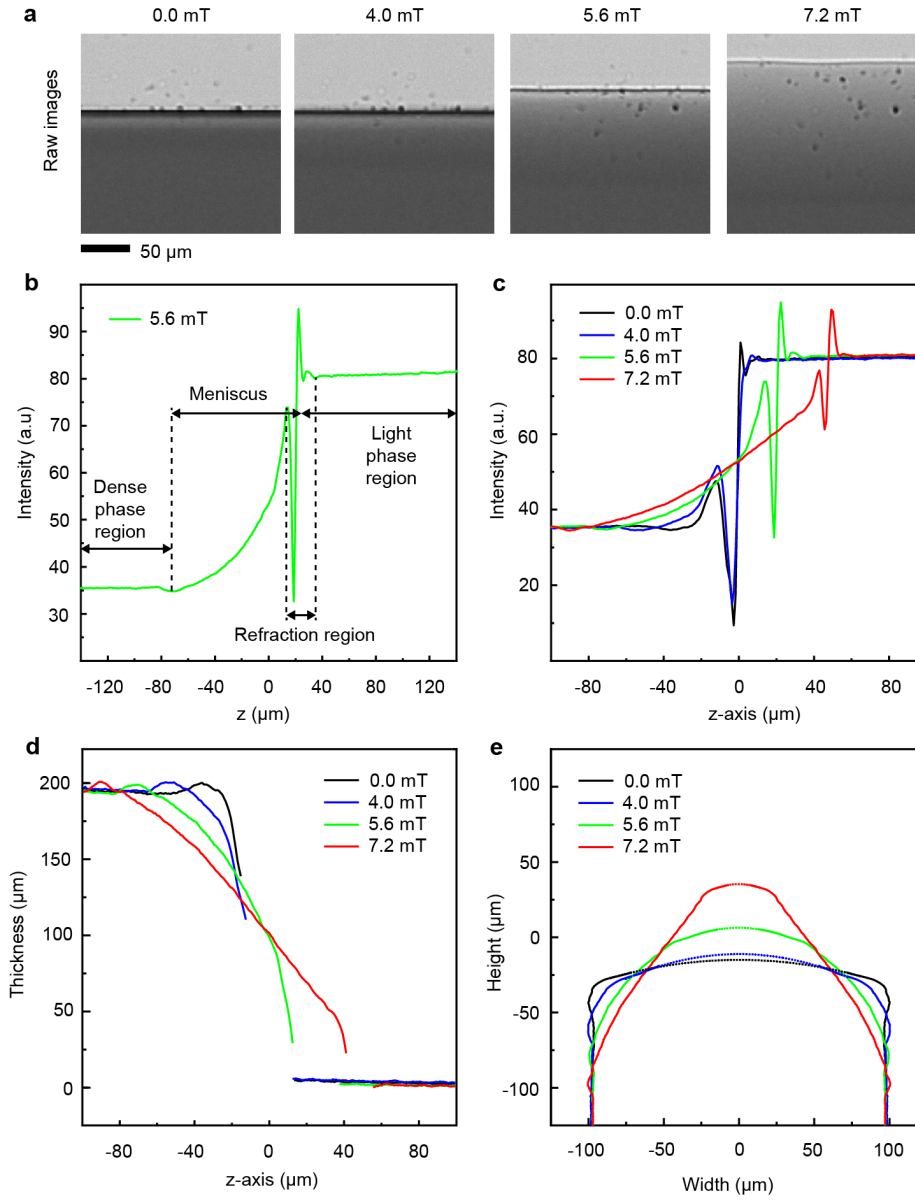 a
0.0 mT 4.0 mT 5.6 mT 7.2 mT
Raw images
50 µm
b
5.6 mT
Meniscus
Dense
phase
region
Light
phase
region
Refraction region
90
80
70
60
50
40
30
Intensity (a.u)
-120 -80 -40 0 40 80 120
z (µm)
c
0.0 mT
4.0 mT
5.6 mT
7.2 mT
80
60
40
20
Intensity (a.u.)
-80 -40 0 40 80
z-axis (µm)
d
0.0 mT
4.0 mT
5.6 mT
7.2 mT
200
150
100
50
0
Thickness (µm)
-80 -40 0 40 80
z-axis (µm)
e
0.0 mT
4.0 mT
5.6 mT
7.2 mT
100
50
0
-50
-100
Height (µm)
-100 -50 0 50 100
Width (µm)